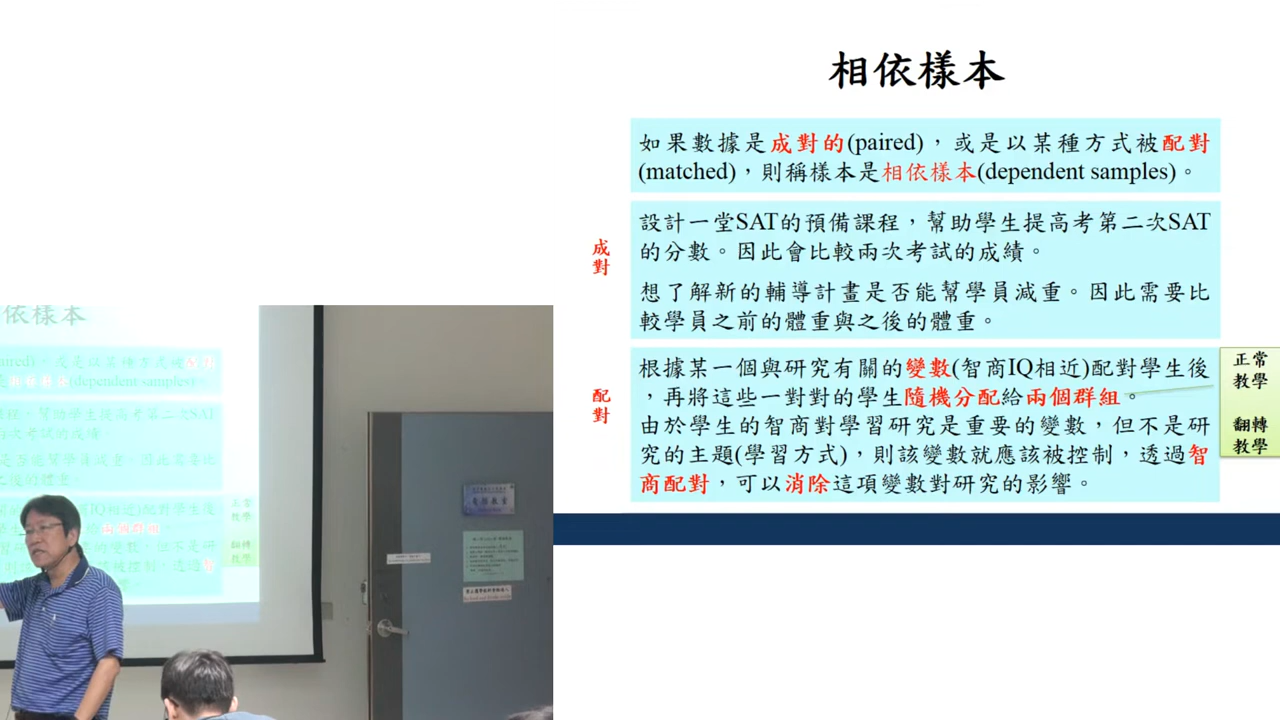 相依樣本
如果數據是成對的(paired)，或是以某種方式被配對
(matched)，則稱樣本是相依樣本(dependent samples)。
成對
設計一堂SAT的預備課程，幫助學生提高考第二次SAT
的分數。因此會比較兩次考試的成績。
想了解新的輔導計畫是否能幫學員減重。因此需要比
較學員之前的體重與之後的體重。
配對
根據某一個與研究有關的變數(智商IQ相近)配對學生後
，再將這些一對對的學生隨機分配給兩個群組。
由於學生的智商對學習研究是重要的變數，但不是研
究的主題(學習方式)，則該變數就應該被控制，透過智
商配對，可以消除這項變數對研究的影響。
正常
教學
翻轉
教學
依樣本